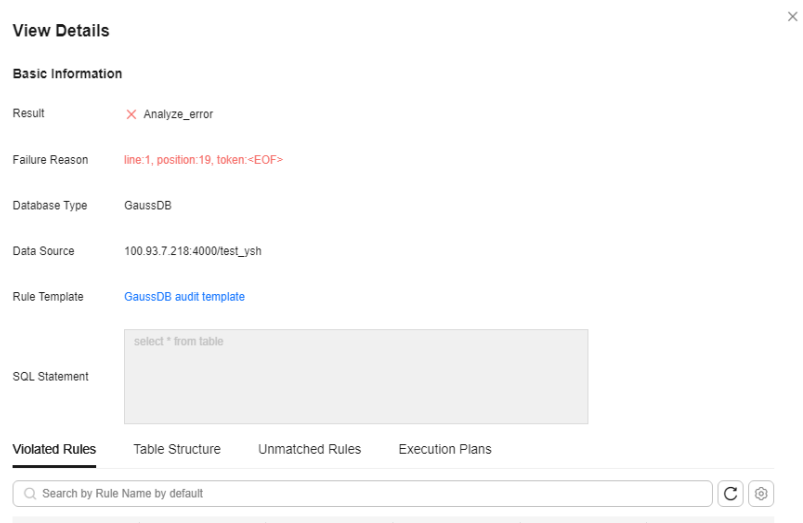 View Details
Basic Information
Result Analyze_error
Failure Reason line:1, position:19, token:<EOF>
Database Type GaussDB
Data Source 100.93.7.218:4000/test_ysh
Rule Template GaussDB audit template
SQL Statement select * from table
Violated Rules Table Structure Unmatched Rules Execution Plans
Search by Rule Name by default